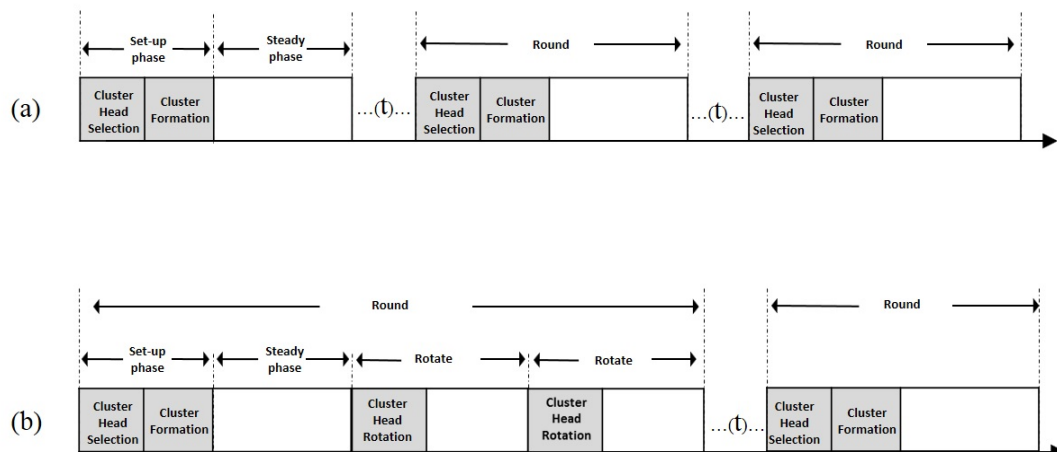 Set-up
phase
Steady
phase
Round
Round
(a)
Cluster
Head
Selection
Cluster
Formation
...(t)...
Cluster
Head
Selection
Cluster
Formation
...(t)...
Cluster
Head
Selection
Cluster
Formation
Round
Round
Set-up
phase
Steady
phase
Rotate
Rotate
(b)
Cluster
Head
Selection
Cluster
Formation
Cluster
Head
Rotation
Cluster
Head
Rotation
...(t)...
Cluster
Head
Selection
Cluster
Formation